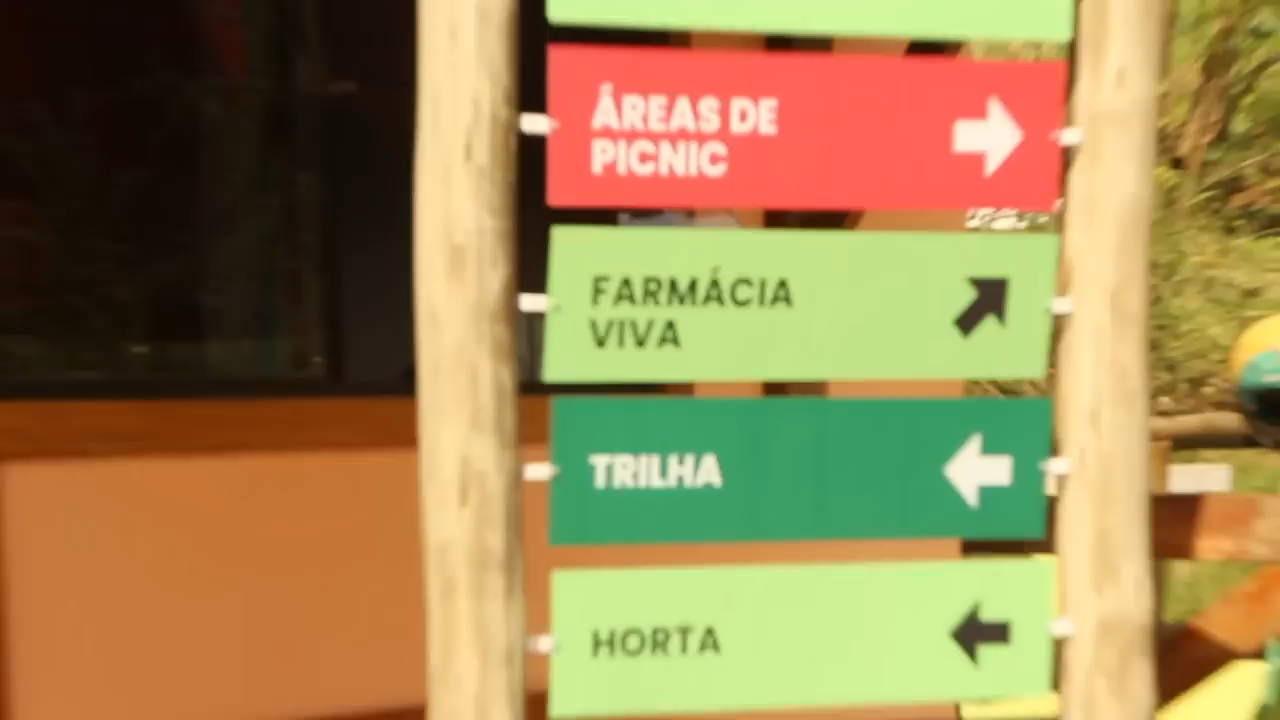 ÁREAS DE
PICNIC
FARMÁCIA
VIVA
TRILHA
HORTA